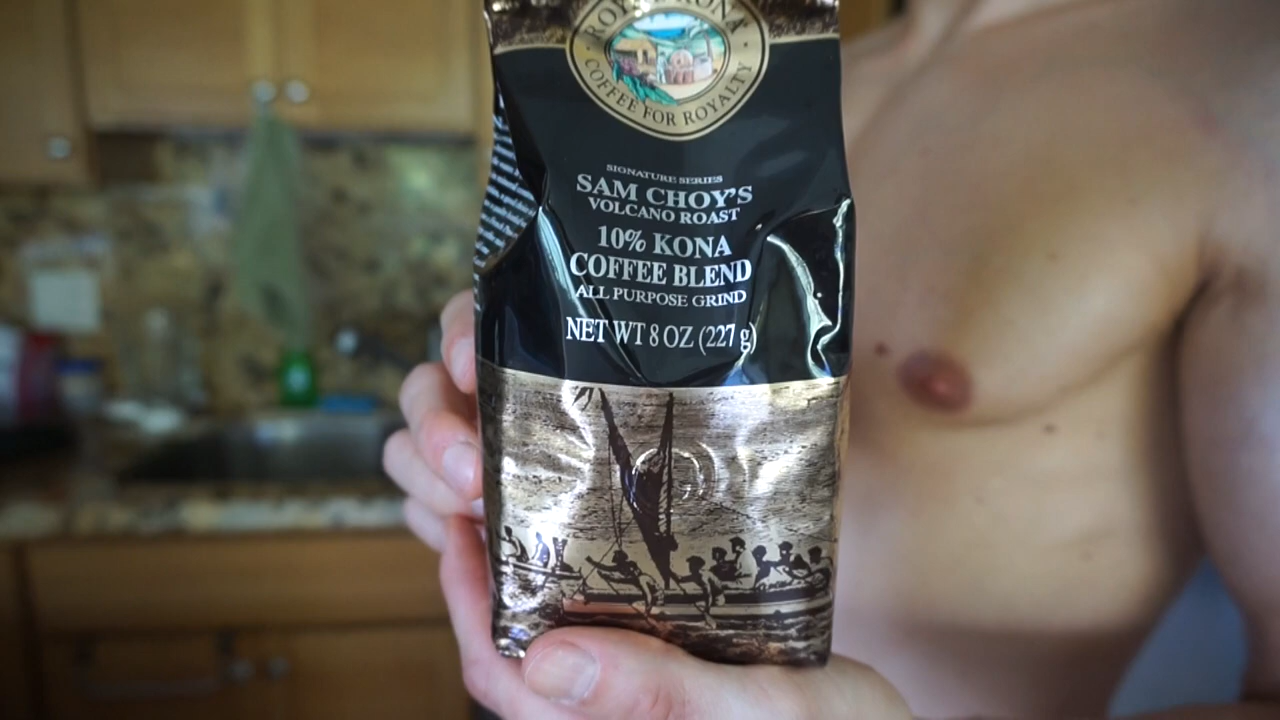 ROYAL KONA
COFFEE FOR ROYALTY
SIGNATURE SERIES
SAM CHOY'S
VOLCANO ROAST
10% KONA
COFFEE BLEND
ALL PURPOSE GRIND
NET WT 8 OZ (227 g)